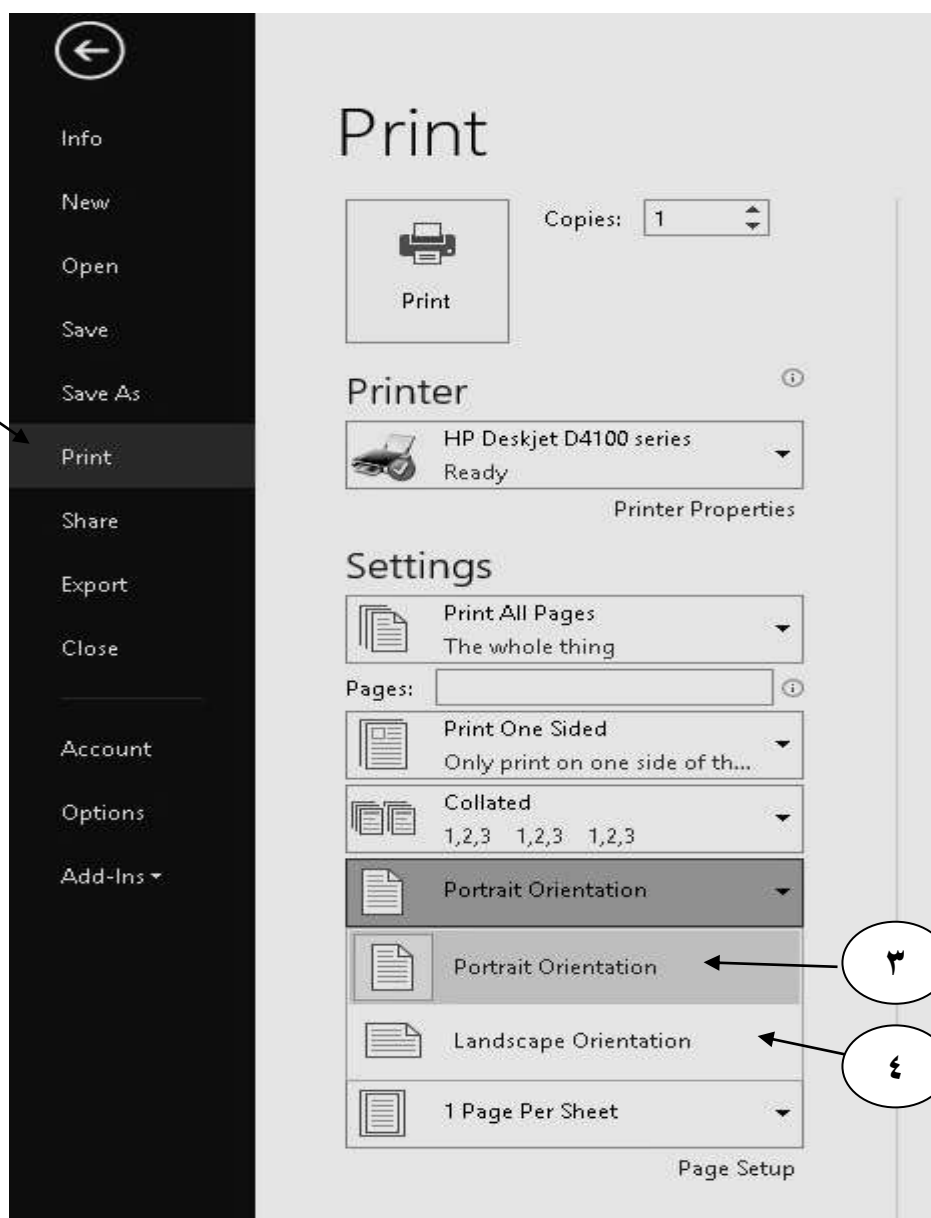 Info
New
Open
Save
Save As
Print
Share
Export
Close
Account
Options
Add-Ins
Print
Copies: 1
Print
Printer
HP Deskjet D4100 series
Ready
Printer Properties
Settings
Print All Pages
The whole thing
Pages:
Print One Sided
Only print on one side of th...
Collated
1,2,3 1,2,3 1,2,3
Portrait Orientation
Portrait Orientation
٣
Landscape Orientation
٤
1 Page Per Sheet
Page Setup